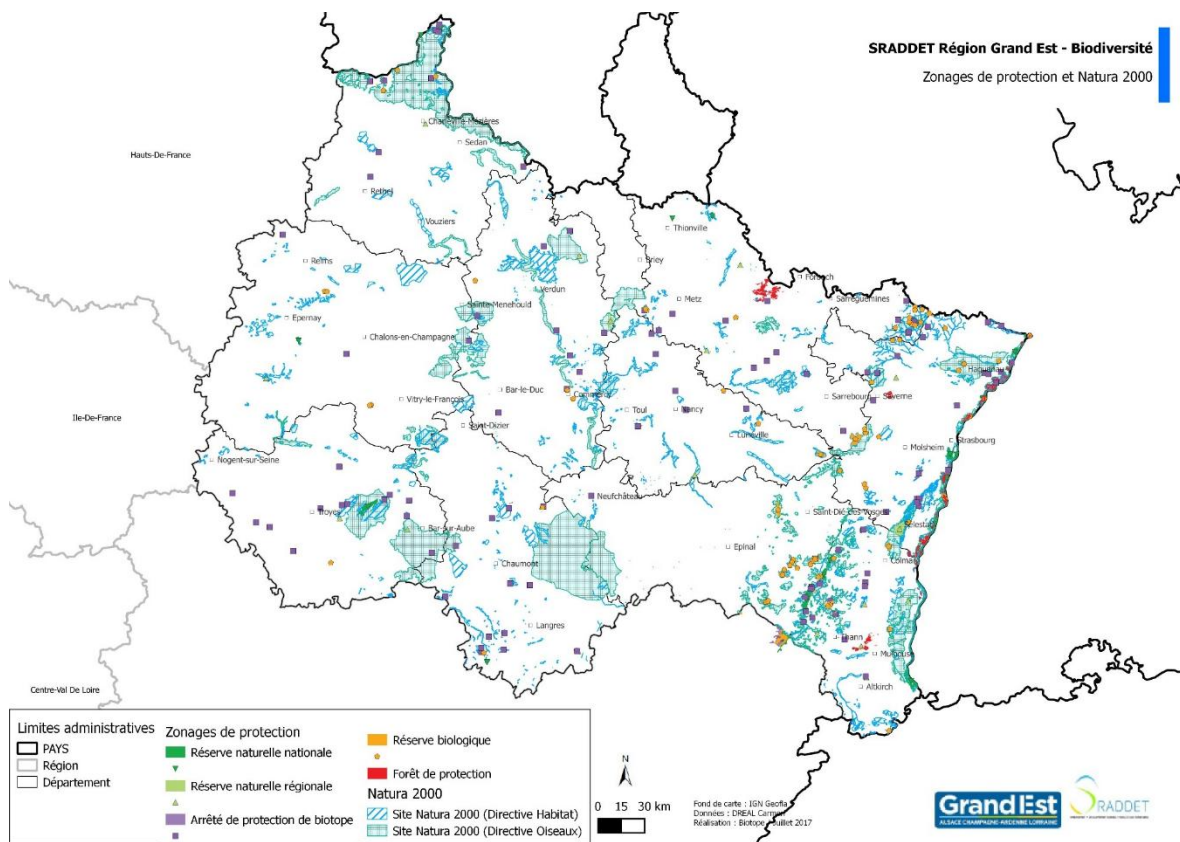 SRADDET Région Grand Est - Biodiversité
Zonages de protection et Natura 2000
Hauts-De-France
Charleville-Mézières
Sedan
Rethel
Vouziers
Thionville
Reims
Briey
Forbach
Verdun
Metz
Sarreguemines
Epernay
Sainte-Menehould
Chalons-en-Champagne
Haguenau
Bar-le-Duc
Commercy
Vitry-le-François
Sarrebourg
Saverne
Ile-De-France
Toul
Nancy
Saint-Dizier
Lunéville
Strasbourg
Molsheim
Nogent-sur-Seine
Neufchâteau
Troyes
Saint-Dié-des-Vosges
Sélestat
Bar-sur-Aube
Epinal
Colmar
Chaumont
Langres
Thann
Mulhouse
Altkirch
Centre-Val De Loire
Limites administratives
PAYS
Région
Département
Zonages de protection
Réserve naturelle nationale
Réserve naturelle régionale
Arrêté de protection de biotope
Réserve biologique
Forêt de protection
Natura 2000
Site Natura 2000 (Directive Habitat)
Site Natura 2000 (Directive Oiseaux)
N
0 15 30 km
Fond de carte : IGN Geofla
Données : DREAL Carmen
Réalisation : Biotope Juillet 2017
GrandEst
ALSACE CHAMPAGNE-ARDENNE LORRAINE
SRADDET